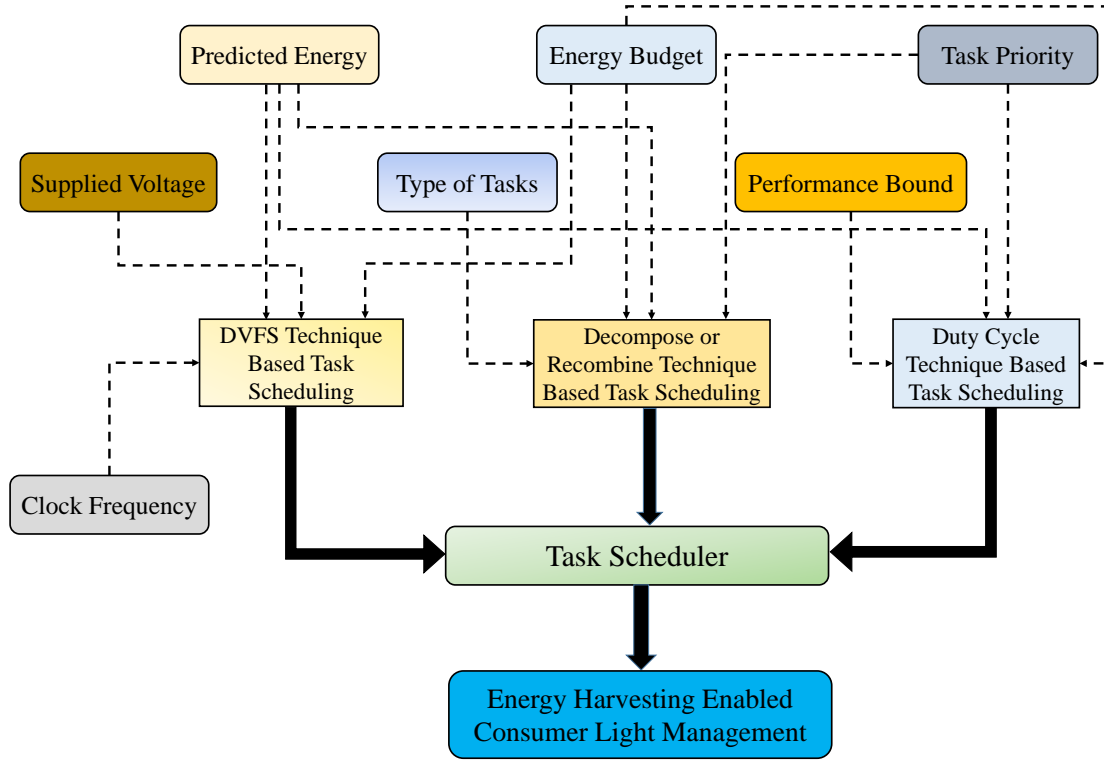 Predicted Energy
Energy Budget
Task Priority
Supplied Voltage
Type of Tasks
Performance Bound
DVFS Technique
Based Task
Scheduling
Decompose or
Recombine Technique
Based Task Scheduling
Duty Cycle
Technique Based
Task Scheduling
Clock Frequency
Task Scheduler
Energy Harvesting Enabled
Consumer Light Management